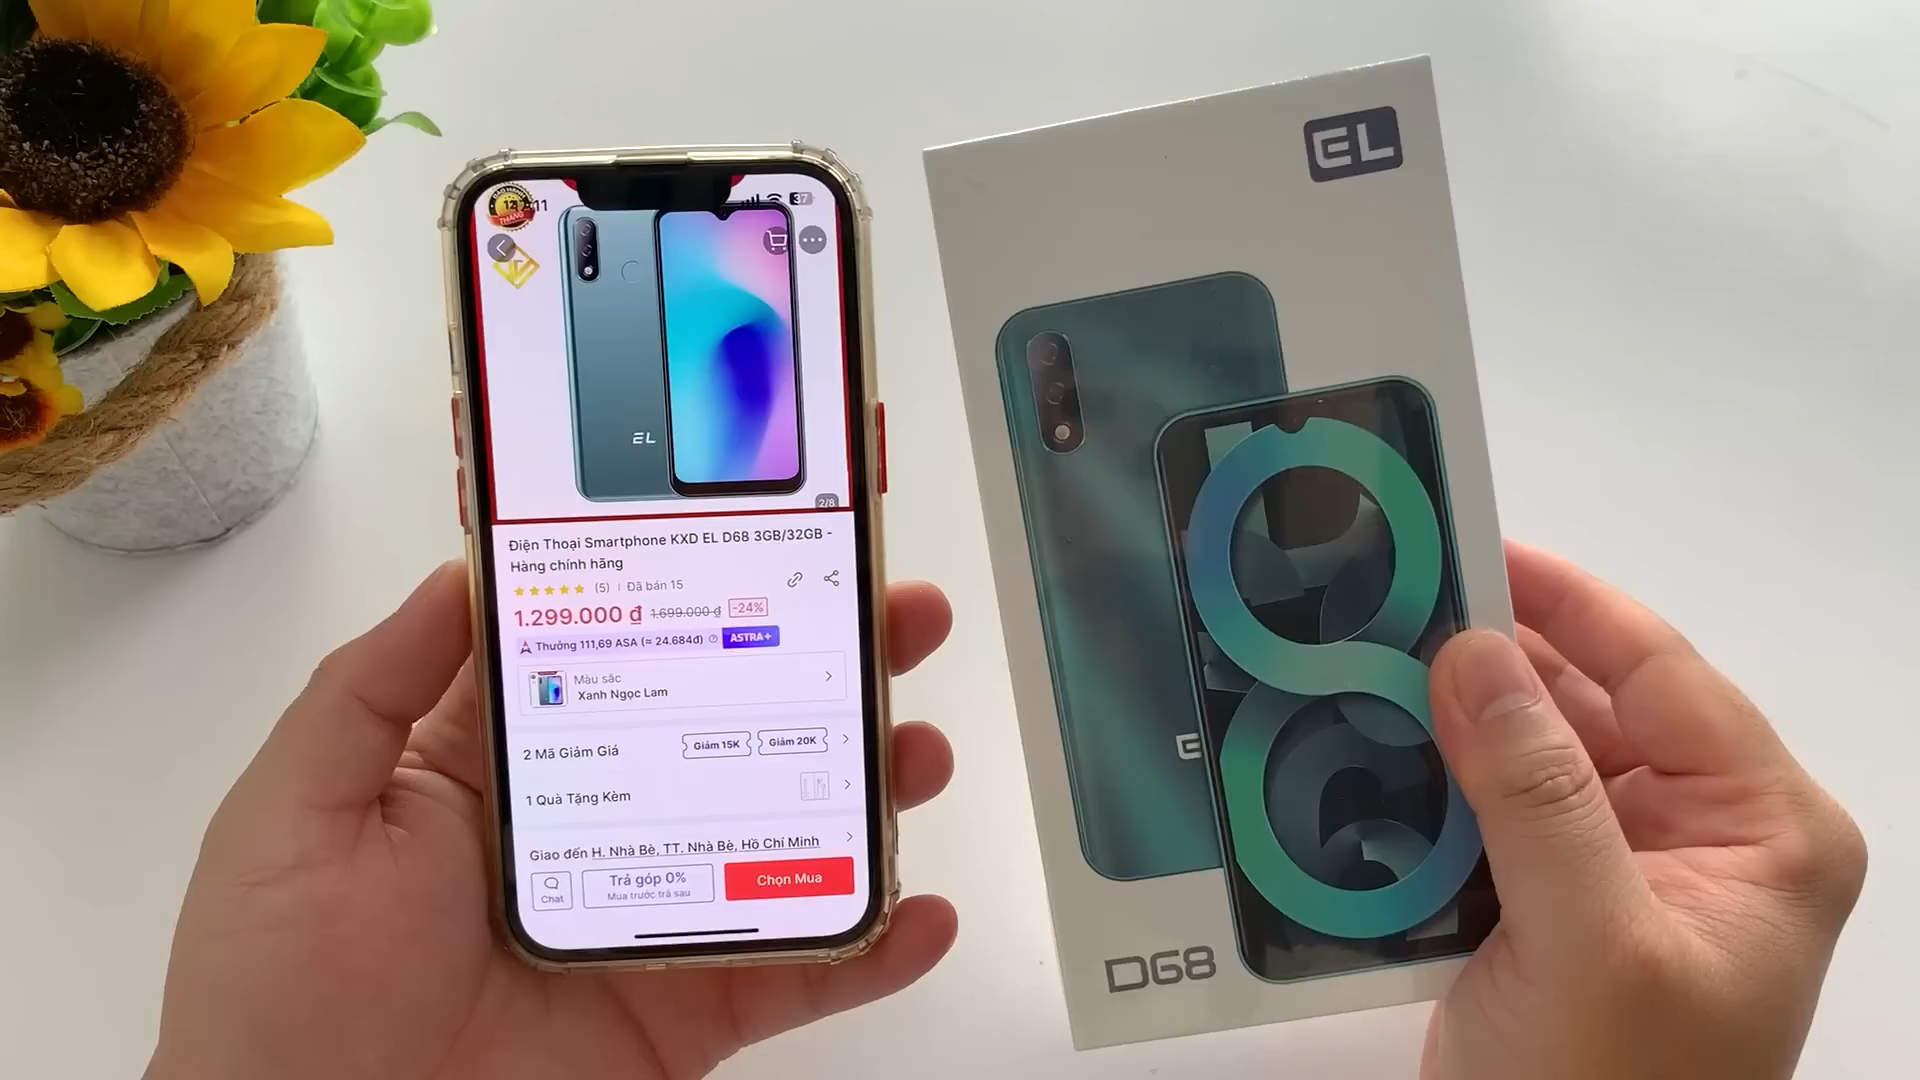 37
EL
2/8
Điện Thoại Smartphone KXD EL D68 3GB/32GB -
Hàng chính hãng
(5) | Đã bán 15
1.299.000 ₫ 1.699.000 ₫ -24%
Thưởng 111,69 ASA (≈ 24.684đ) ASTRA+
Màu sắc
Xanh Ngọc Lam
2 Mã Giảm Giá Giảm 15K Giảm 20K
1 Quà Tặng Kèm
Giao đến H. Nhà Bè, TT. Nhà Bè, Hồ Chí Minh
Chat
Trả góp 0%
Mua trước trả sau
Chọn Mua
EL
D68